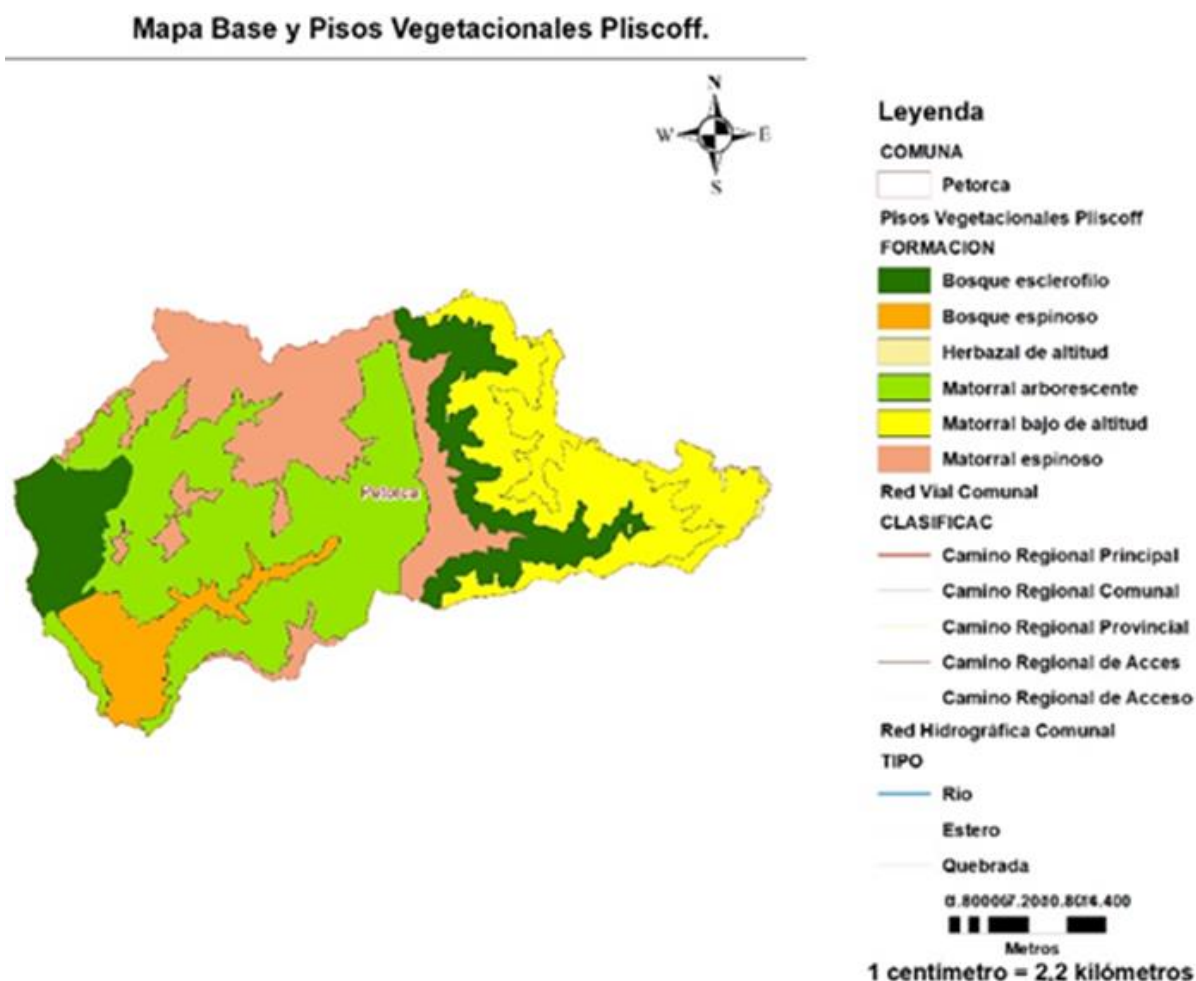 Mapa Base y Pisos Vegetacionales Pliscoff.
N
W E
S
Petorca
Leyenda
COMUNA
Petorca
Pisos Vegetacionales Pliscoff
FORMACION
Bosque esclerofilo
Bosque espinoso
Herbazal de altitud
Matorral arborescente
Matorral bajo de altitud
Matorral espinoso
Red Vial Comunal
CLASIFICAC
Camino Regional Principal
Camino Regional Comunal
Camino Regional Provincial
Camino Regional de Acces
Camino Regional de Acceso
Red Hidrográfica Comunal
TIPO
Rio
Estero
Quebrada
Metros
1 centímetro = 2,2 kilómetros